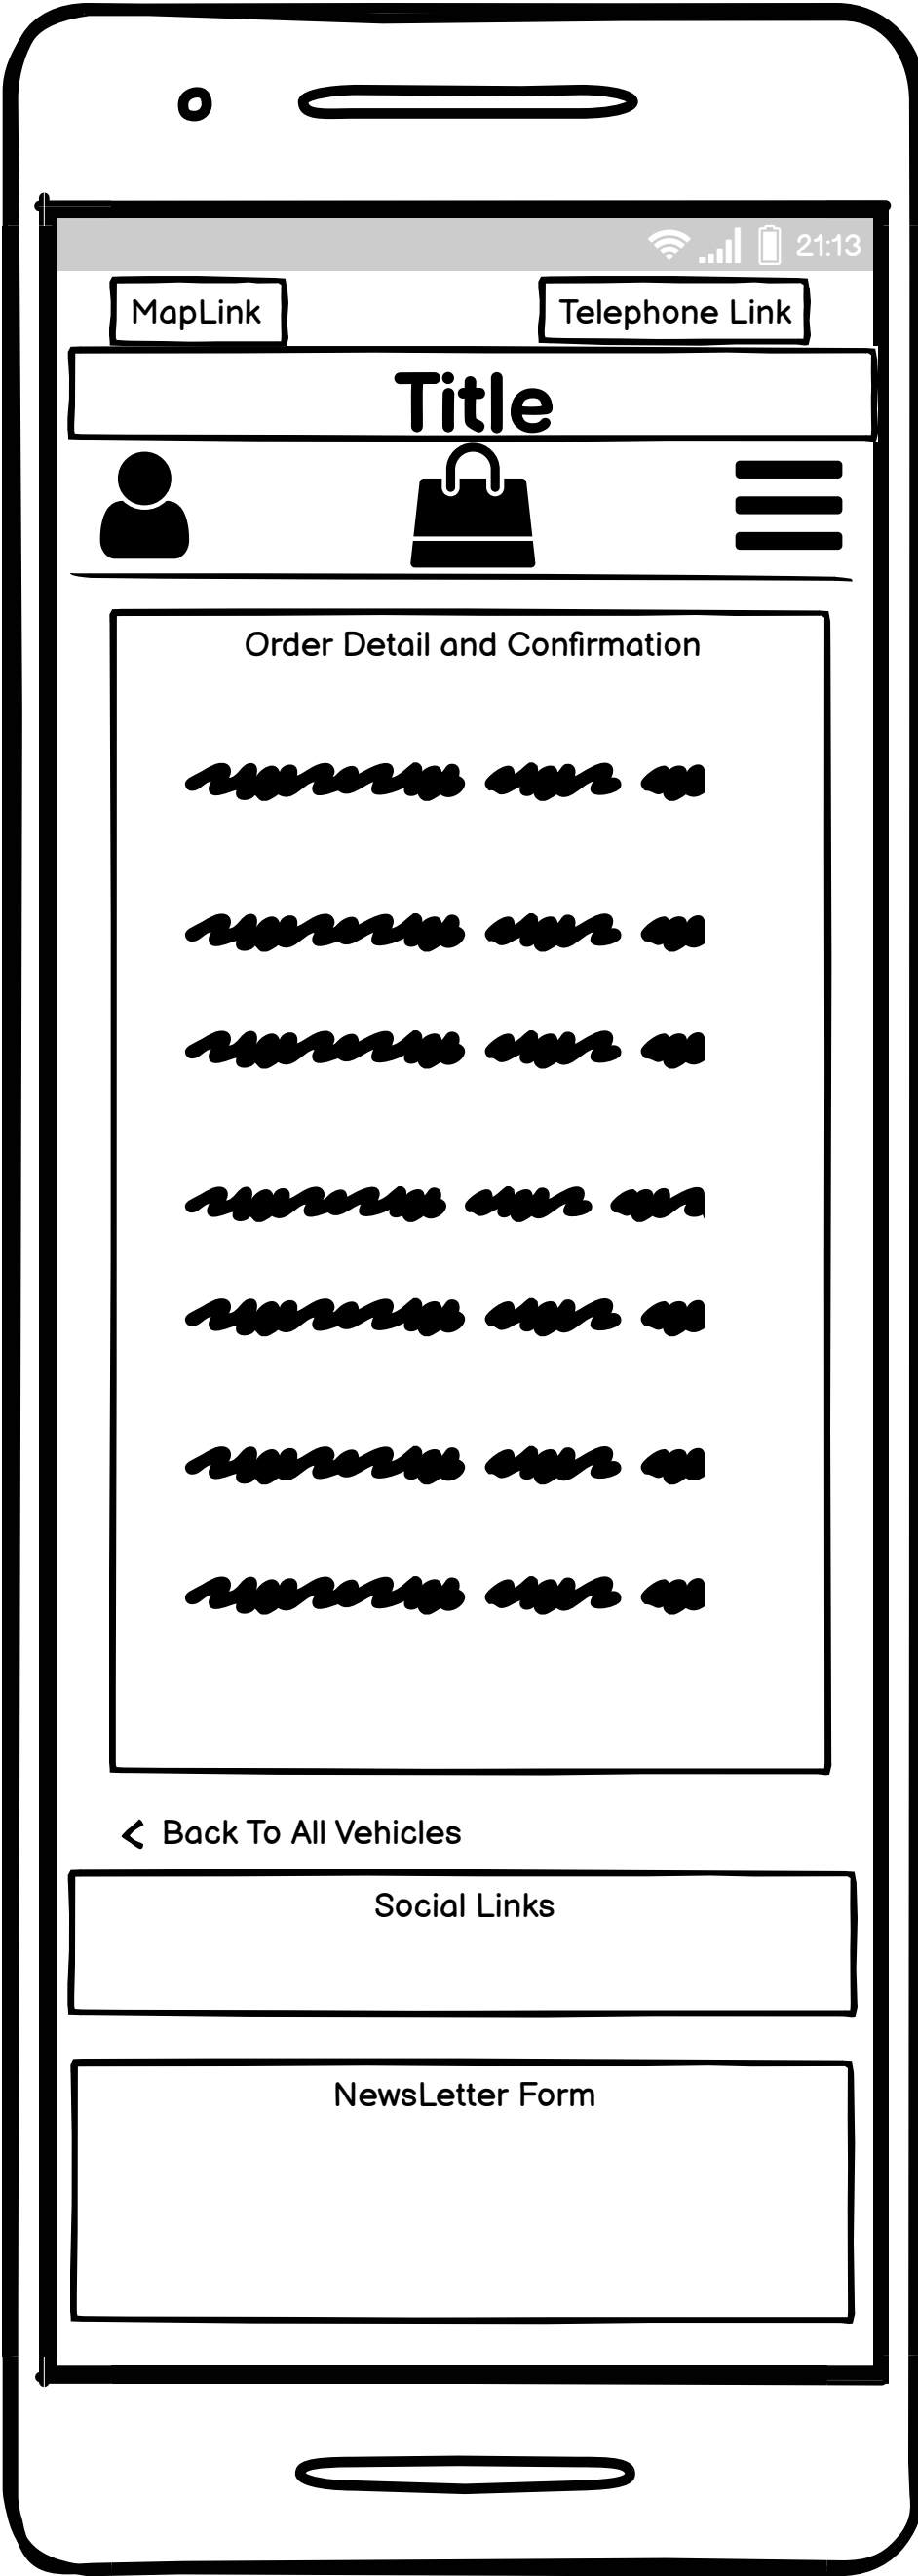 21:13
MapLink
Telephone Link
Title
Order Detail and Confirmation
Back To All Vehicles
Social Links
NewsLetter Form